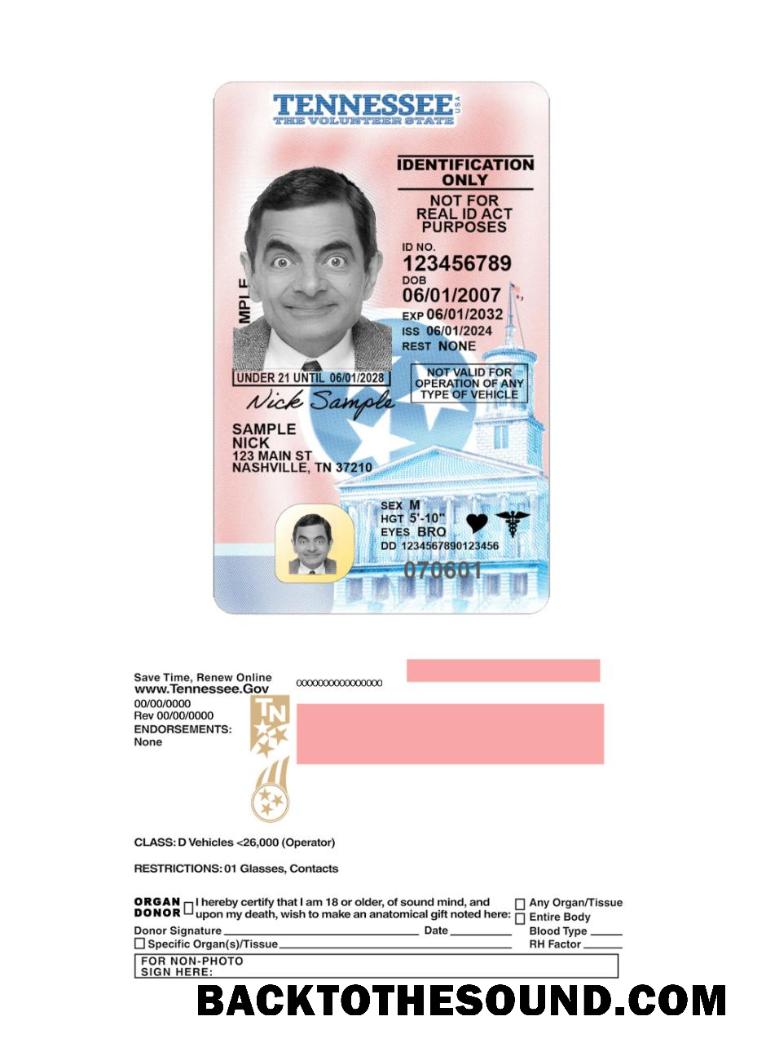 TENNESSEE USA
THE VOLUNTEER STATE
IDENTIFICATION
ONLY
NOT FOR
REAL ID ACT
PURPOSES
ID NO.
123456789
DOB
06/01/2007
EXP 06/01/2032
ISS 06/01/2024
REST NONE
MPLE
UNDER 21 UNTIL 06/01/2028
NOT VALID FOR
OPERATION OF ANY
TYPE OF VEHICLE
Nick Sample
SAMPLE
NICK
123 MAIN ST
NASHVILLE, TN 37210
SEX M
HGT 5'-10"
EYES BRO
DD 1234567890123456
070601
Save Time, Renew Online
www.Tennessee.Gov
00/00/0000
Rev 00/00/0000
ENDORSEMENTS:
None
TN
CLASS: D Vehicles <26,000 (Operator)
RESTRICTIONS: 01 Glasses, Contacts
ORGAN DONOR I hereby certify that I am 18 or older, of sound mind, and
upon my death, wish to make an anatomical gift noted here:
Any Organ/Tissue
Entire Body
Donor Signature Date Blood Type
Specific Organ(s)/Tissue RH Factor
FOR NON-PHOTO
SIGN HERE:
BACKTOTHESOUND.COM